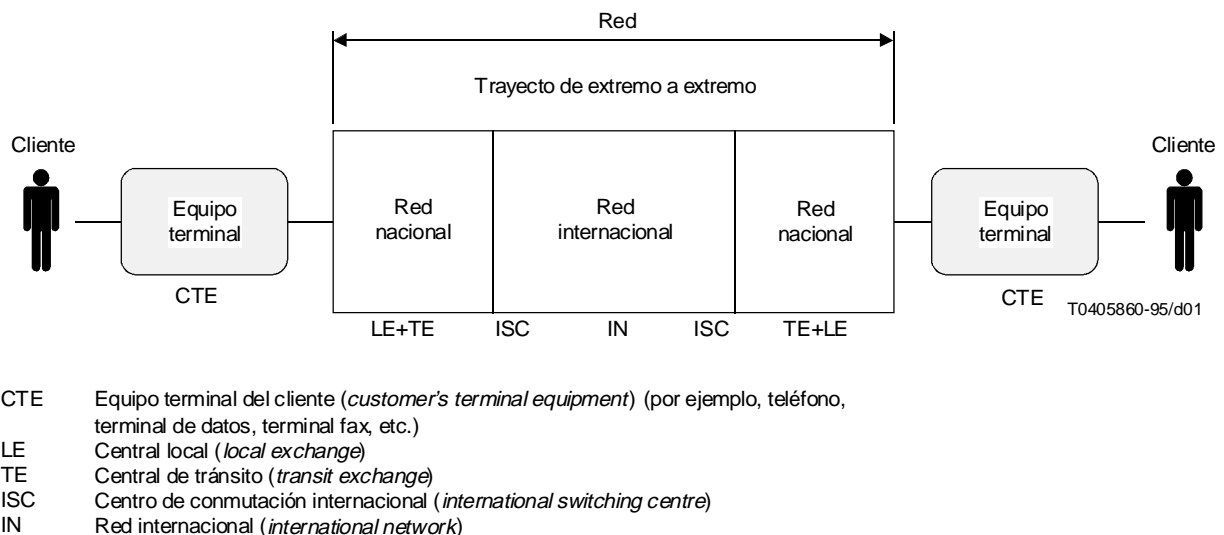 Red
Trayecto de extremo a extremo
Cliente
Cliente
Equipo
terminal
Red
nacional
Red
internacional
Red
nacional
Equipo
terminal
CTE
CTE
T0405860-95/d01
LE+TE
ISC
IN
ISC
TE+LE
CTE Equipo terminal del cliente (customer's terminal equipment) (por ejemplo, teléfono,
terminal de datos, terminal fax, etc.)
LE Central local (local exchange)
TE Central de tránsito (transit exchange)
ISC Centro de conmutación internacional (international switching centre)
IN Red internacional (international network)